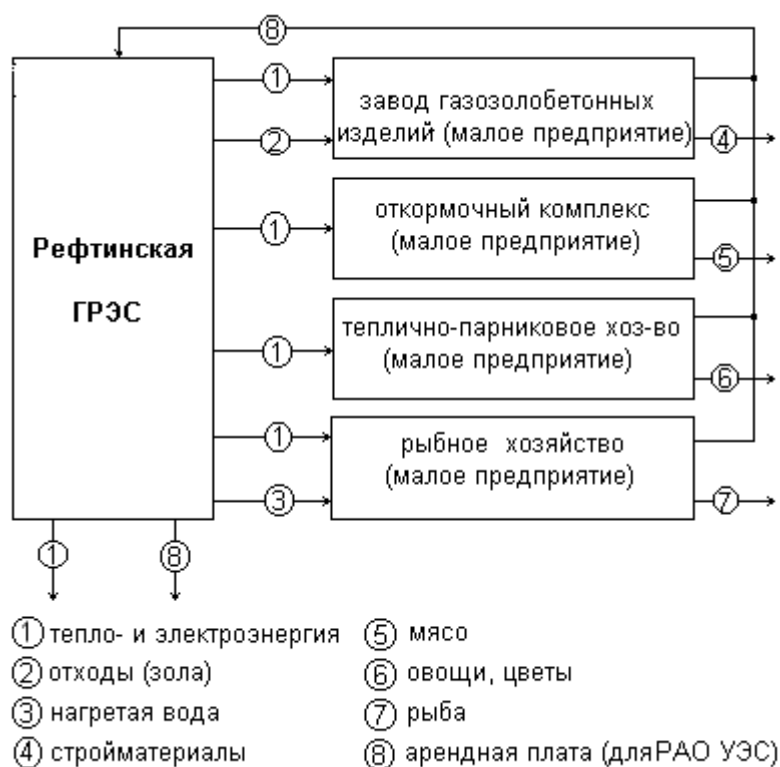 ⑧
① завод газозолобетонных
② изделий (малое предприятие) ④
откормочный комплекс
① (малое предприятие) ⑤
Рефтинская
ГРЭС
теплично-парниковое хоз-во
① (малое предприятие) ⑥
① рыбное хозяйство
(малое предприятие)
③ ⑦
① ⑧
① тепло- и электроэнергия ⑤ мясо
② отходы (зола) ⑥ овощи, цветы
③ нагретая вода ⑦ рыба
④ стройматериалы ⑧ арендная плата (дляРАО УЭС)